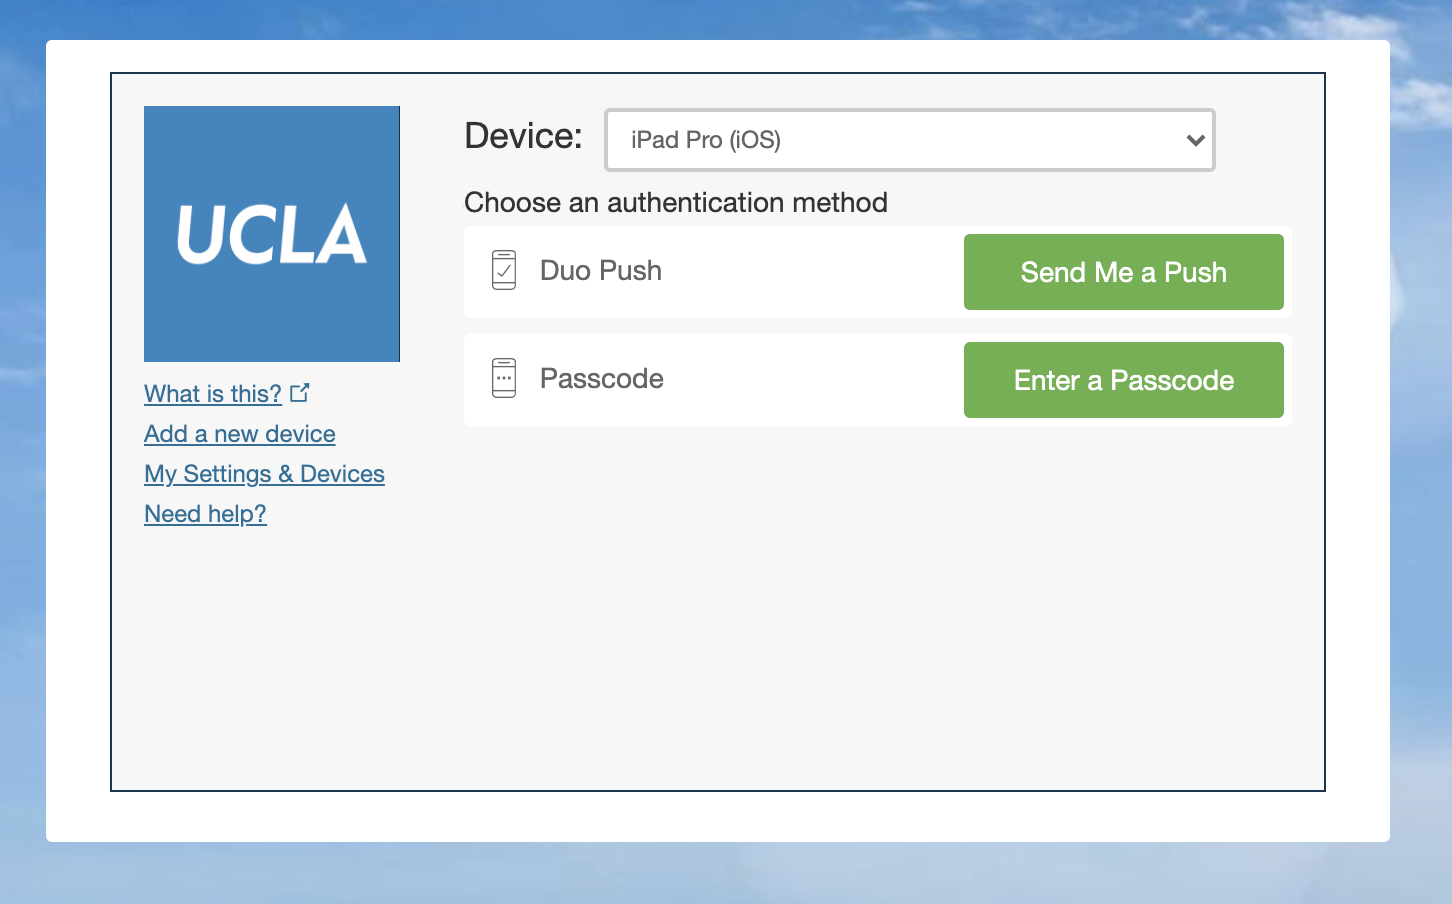 UCLA
What is this?
Add a new device
My Settings & Devices
Need help?
Device: iPad Pro (iOS)
Choose an authentication method
Duo Push Send Me a Push
Passcode Enter a Passcode